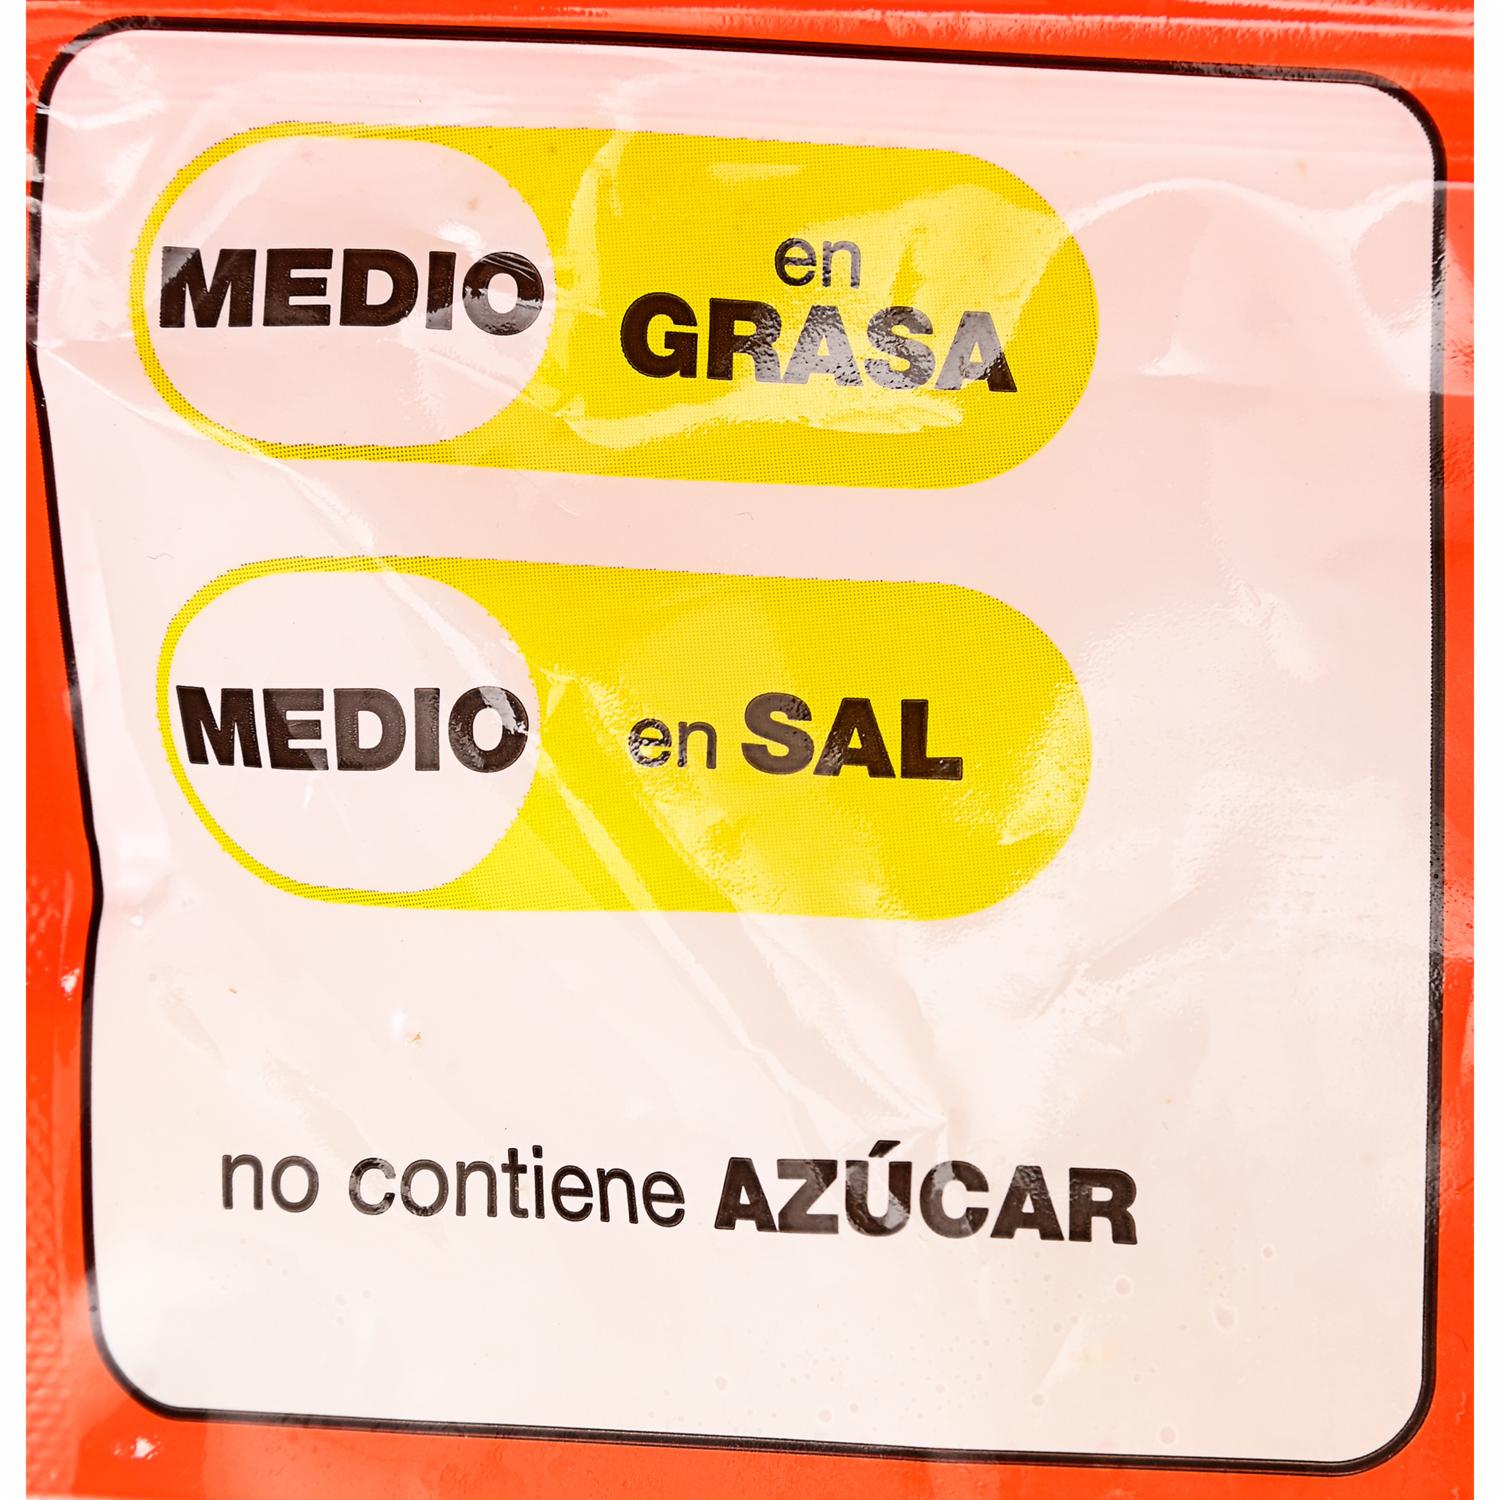 MEDIO en
GRASA
MEDIO en SAL
no contiene AZÚCAR